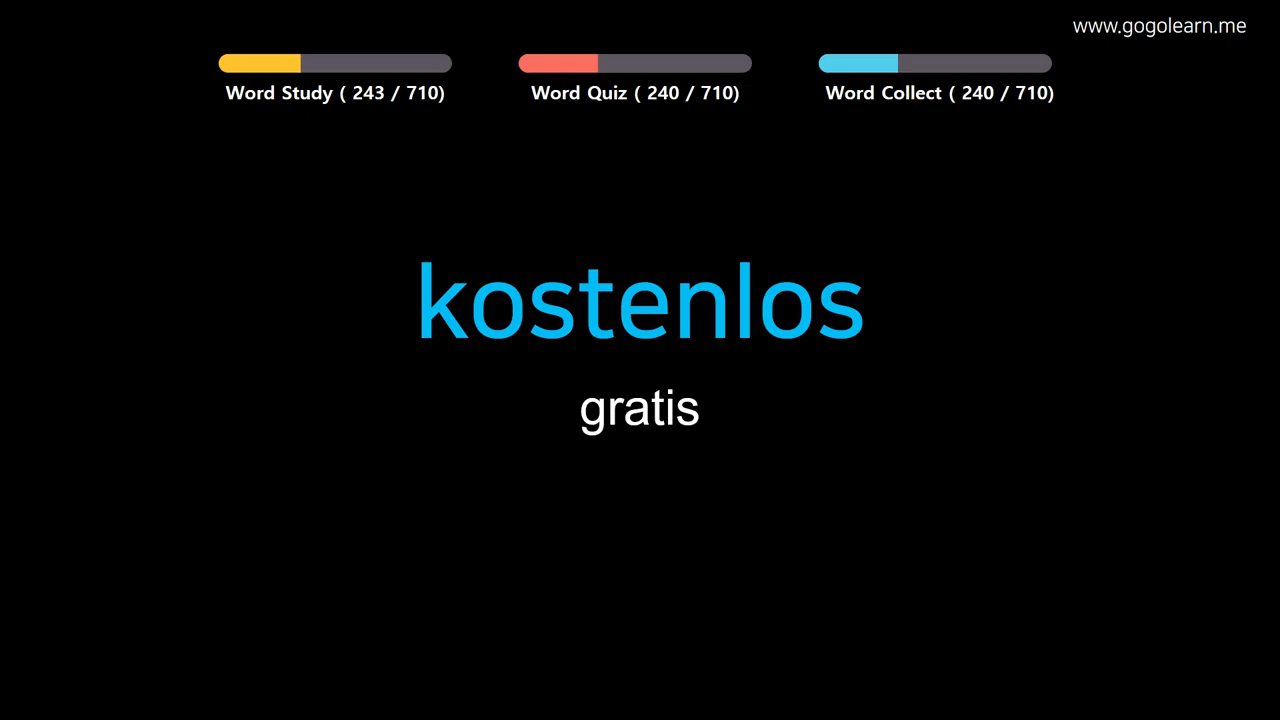 www.gogolearn.me
Word Study ( 243 / 710)
Word Quiz ( 240 / 710)
Word Collect ( 240 / 710)
kostenlos
gratis